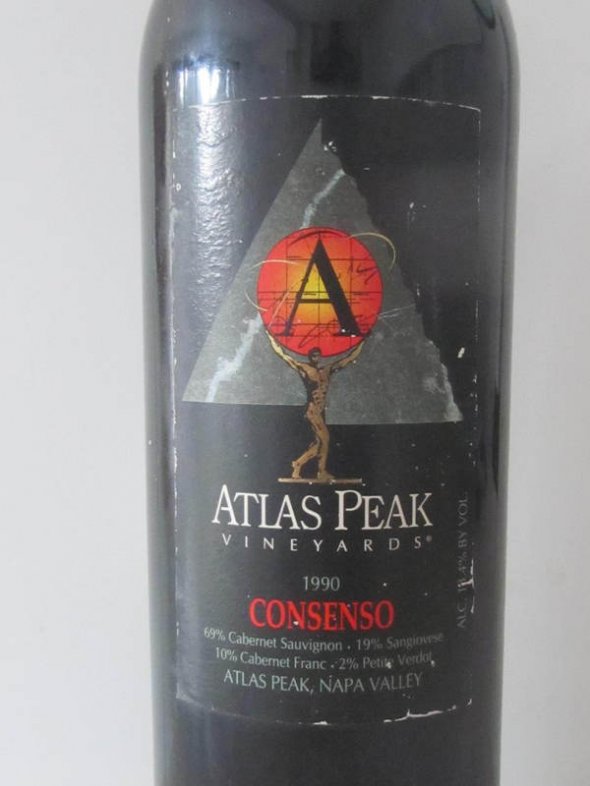 A
ATLAS PEAK
VINEYARDS®
1990
CONSENSO
69% Cabernet Sauvignon • 19% Sangiovese
10% Cabernet Franc • 2% Petite Verdot
ATLAS PEAK, NAPA VALLEY
ALC. BY VOL.